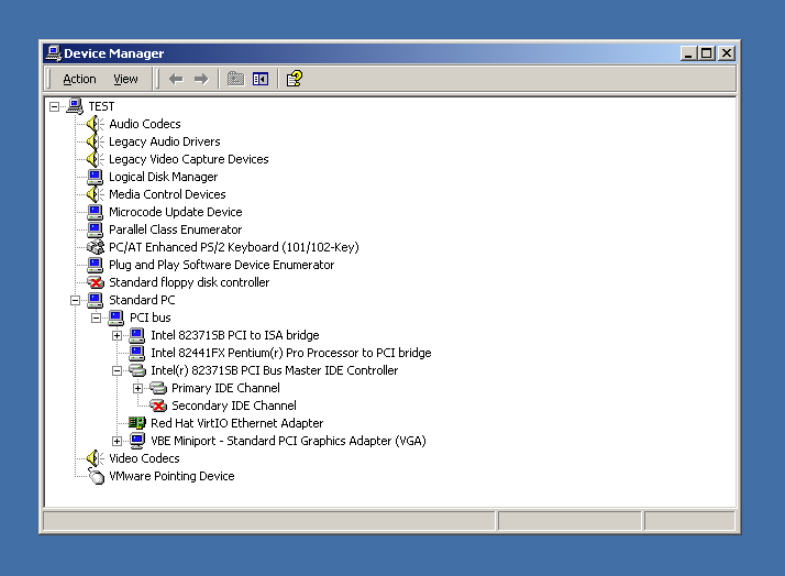 Device Manager
Action View
TEST
Audio Codecs
Legacy Audio Drivers
Legacy Video Capture Devices
Logical Disk Manager
Media Control Devices
Microcode Update Device
Parallel Class Enumerator
PC/AT Enhanced PS/2 Keyboard (101/102-Key)
Plug and Play Software Device Enumerator
Standard floppy disk controller
Standard PC
PCI bus
Intel 82371SB PCI to ISA bridge
Intel 82441FX Pentium(r) Pro Processor to PCI bridge
Intel(r) 82371SB PCI Bus Master IDE Controller
Primary IDE Channel
Secondary IDE Channel
Red Hat VirtIO Ethernet Adapter
VBE Miniport - Standard PCI Graphics Adapter (VGA)
Video Codecs
VMware Pointing Device